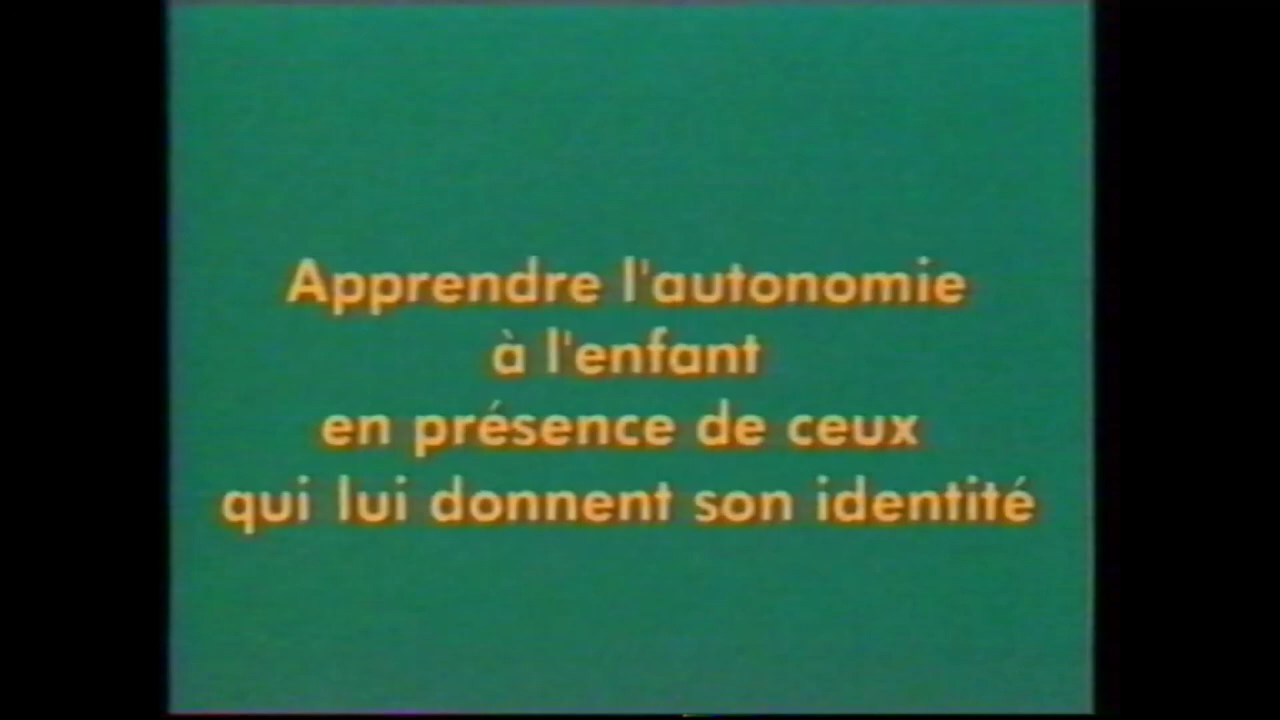 Apprendre l'autonomie
à l'enfant
en présence de ceux
qui lui donnent son identité